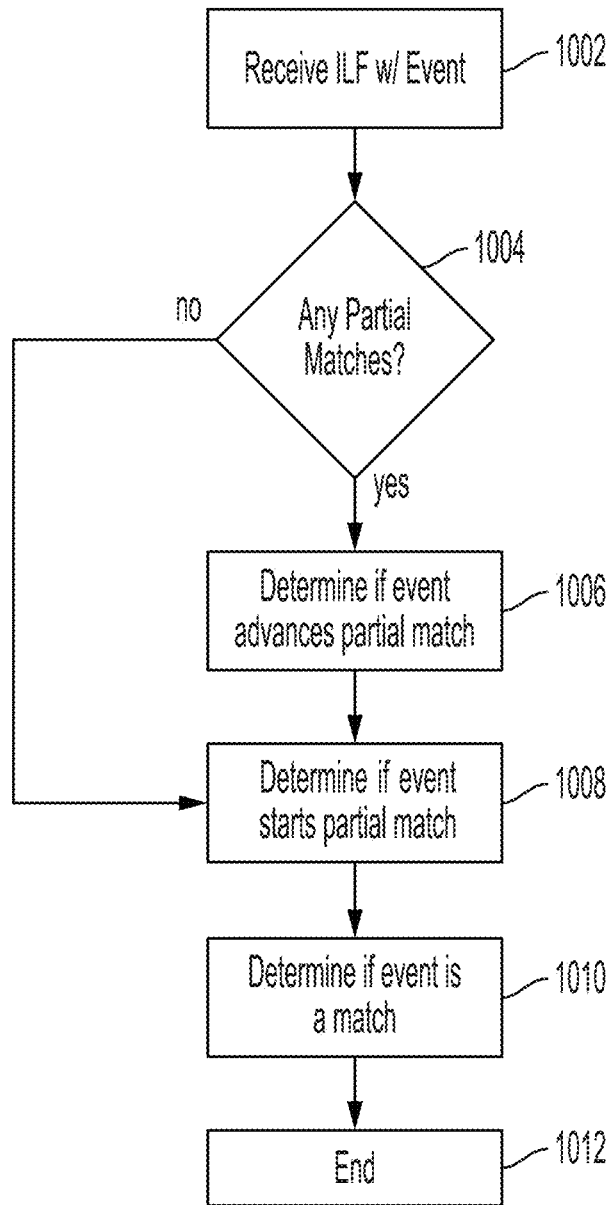 Receive ILF w/ Event
1002
1004
no
Any Partial
Matches?
yes
Determine if event
advances partial match
1006
Determine if event
starts partial match
1008
Determine if event is
a match
1010
End
1012